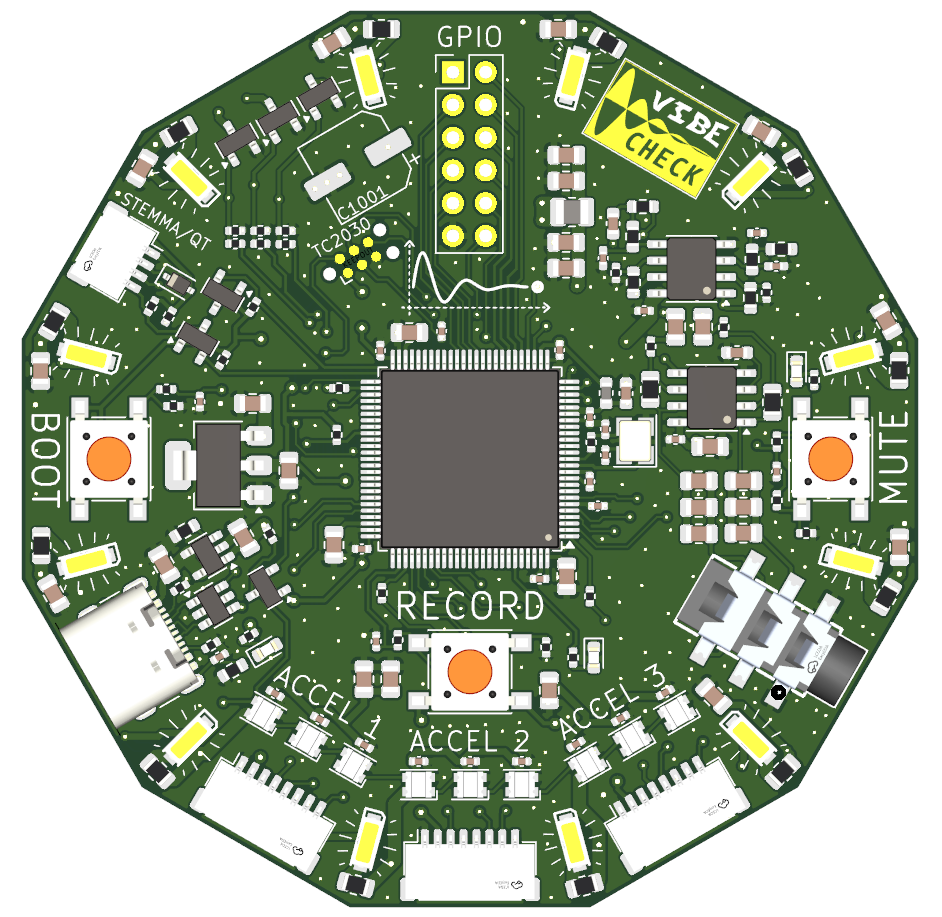 GPIO
VIBE
CHECK
C1001
STEMMA/QT
TC2030
+
BOOT
MUTE
RECORD
ACCEL 1
ACCEL 3
ACCEL 2